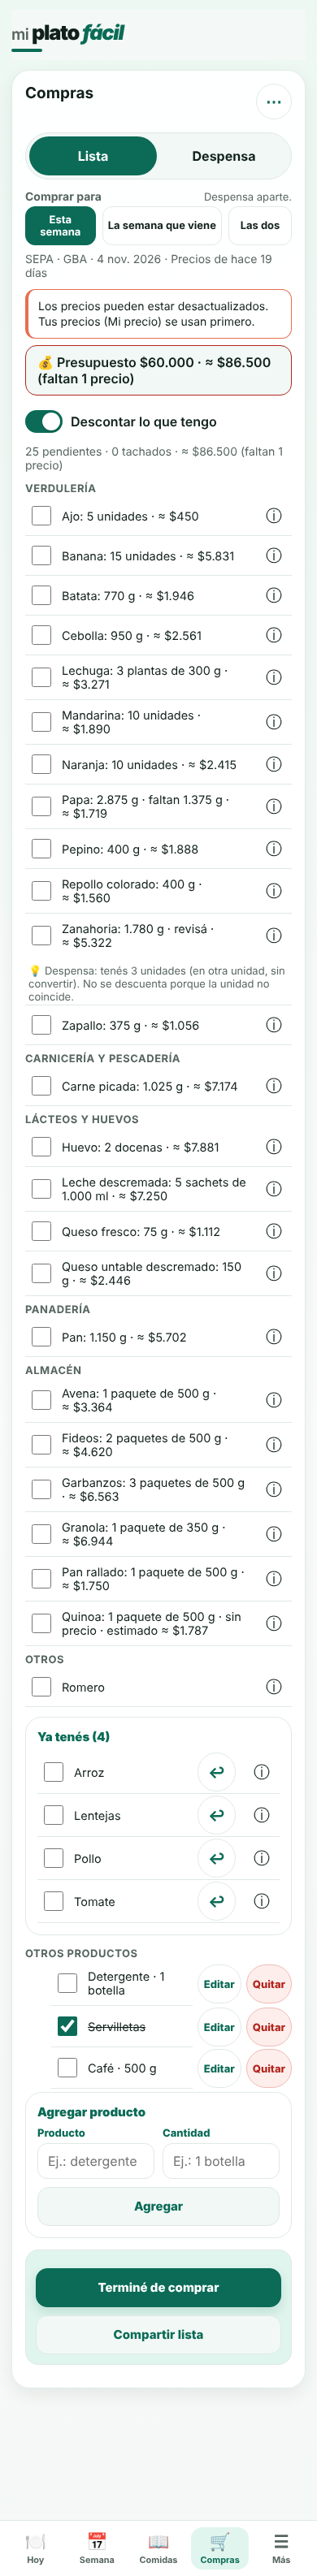 mi plato fácil
Compras
...
Lista
Despensa
Comprar para
Despensa aparte.
Esta
semana
La semana que viene
Las dos
SEPA · GBA · 4 nov. 2026 · Precios de hace 19
días
Los precios pueden estar desactualizados.
Tus precios (Mi precio) se usan primero.
💰 Presupuesto $60.000 · ≈ $86.500
(faltan 1 precio)
Descontar lo que tengo
25 pendientes · 0 tachados · ≈ $86.500 (faltan 1
precio)
VERDULERÍA
Ajo: 5 unidades · ≈ $450
Banana: 15 unidades · ≈ $5.831
Batata: 770 g · ≈ $1.946
Cebolla: 950 g · ≈ $2.561
Lechuga: 3 plantas de 300 g ·
≈ $3.271
Mandarina: 10 unidades ·
≈ $1.890
Naranja: 10 unidades · ≈ $2.415
Papa: 2.875 g · faltan 1.375 g ·
≈ $1.719
Pepino: 400 g · ≈ $1.888
Repollo colorado: 400 g ·
≈ $1.560
Zanahoria: 1.780 g · revisá ·
≈ $5.322
💡 Despensa: tenés 3 unidades (en otra unidad, sin
convertir). No se descuenta porque la unidad no
coincide.
Zapallo: 375 g · ≈ $1.056
CARNICERÍA Y PESCADERÍA
Carne picada: 1.025 g · ≈ $7.174
LÁCTEOS Y HUEVOS
Huevo: 2 docenas · ≈ $7.881
Leche descremada: 5 sachets de
1.000 ml · ≈ $7.250
Queso fresco: 75 g · ≈ $1.112
Queso untable descremado: 150
g · ≈ $2.446
PANADERÍA
Pan: 1.150 g · ≈ $5.702
ALMACÉN
Avena: 1 paquete de 500 g ·
≈ $3.364
Fideos: 2 paquetes de 500 g ·
≈ $4.620
Garbanzos: 3 paquetes de 500 g
· ≈ $6.563
Granola: 1 paquete de 350 g ·
≈ $6.944
Pan rallado: 1 paquete de 500 g ·
≈ $1.750
Quinoa: 1 paquete de 500 g · sin
precio · estimado ≈ $1.787
OTROS
Romero
Ya tenés (4)
Arroz
Lentejas
Pollo
Tomate
OTROS PRODUCTOS
Detergente · 1
botella
Editar
Quitar
Servilletas
Editar
Quitar
Café · 500 g
Editar
Quitar
Agregar producto
Producto
Cantidad
Ej.: detergente
Ej.: 1 botella
Agregar
Terminé de comprar
Compartir lista
Hoy
Semana
Comidas
Compras
Más